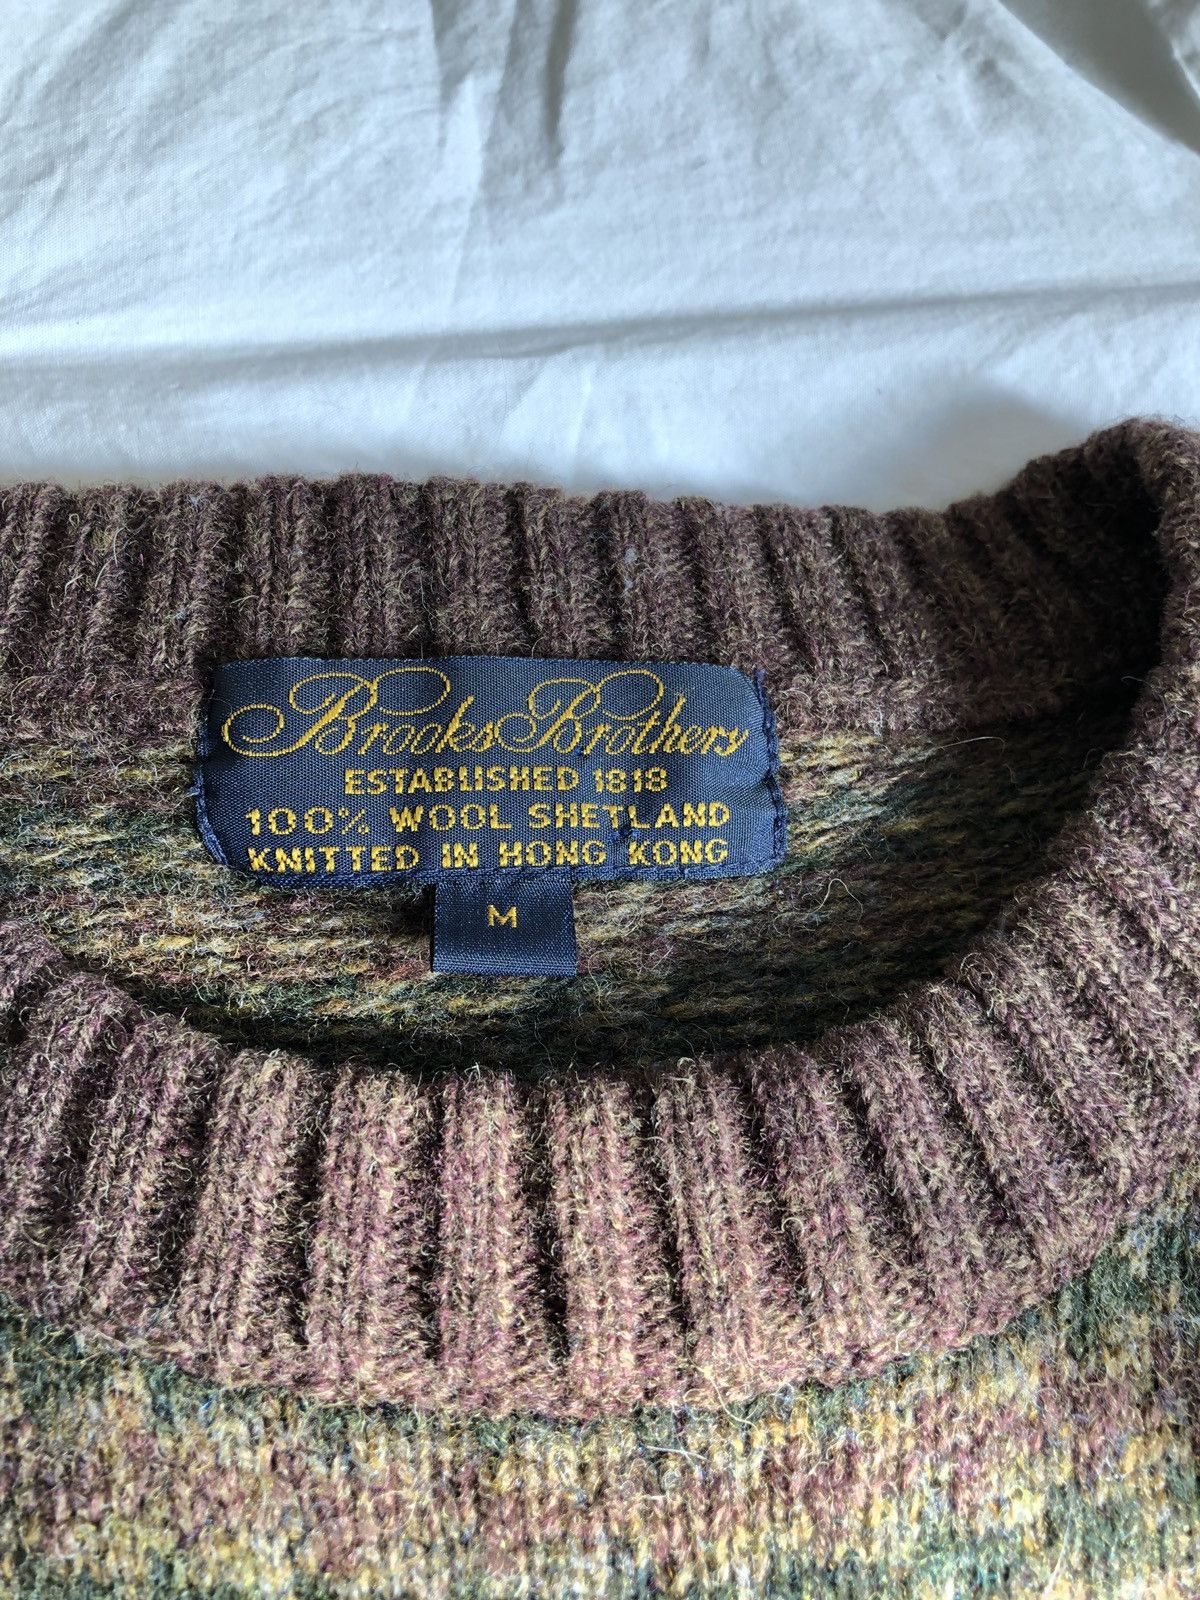 Brooks Brothers
ESTABLISHED 1818
100% WOOL SHETLAND
KNITTED IN HONG KONG
M